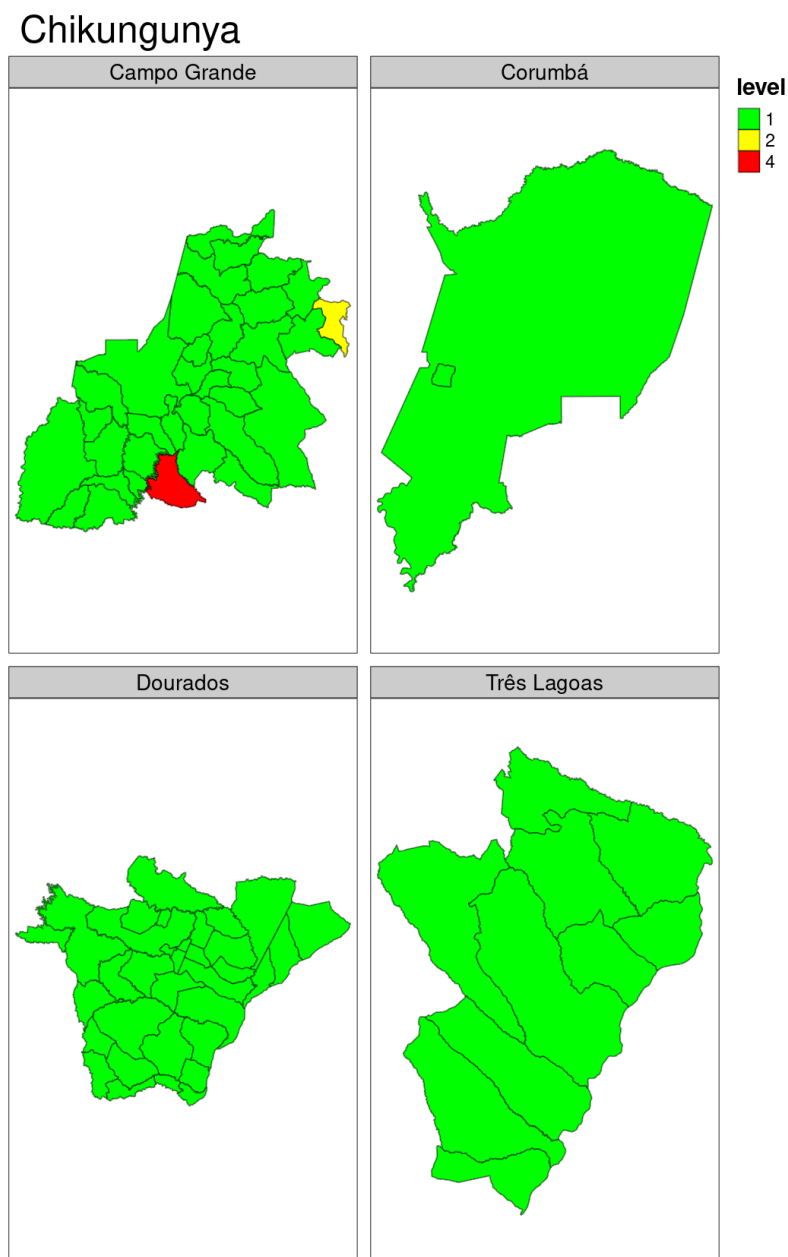 Chikungunya
Campo Grande
Corumbá
level
1
2
4
Dourados
Três Lagoas